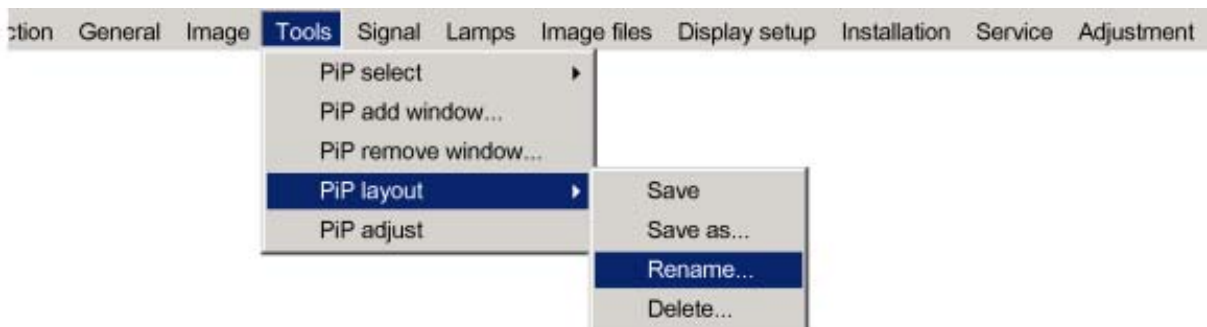 ction General Image Tools Signal Lamps Image files Display setup Installation Service Adjustment
PiP select
PiP add window...
PiP remove window...
PiP layout
PiP adjust
Save
Save as...
Rename...
Delete...